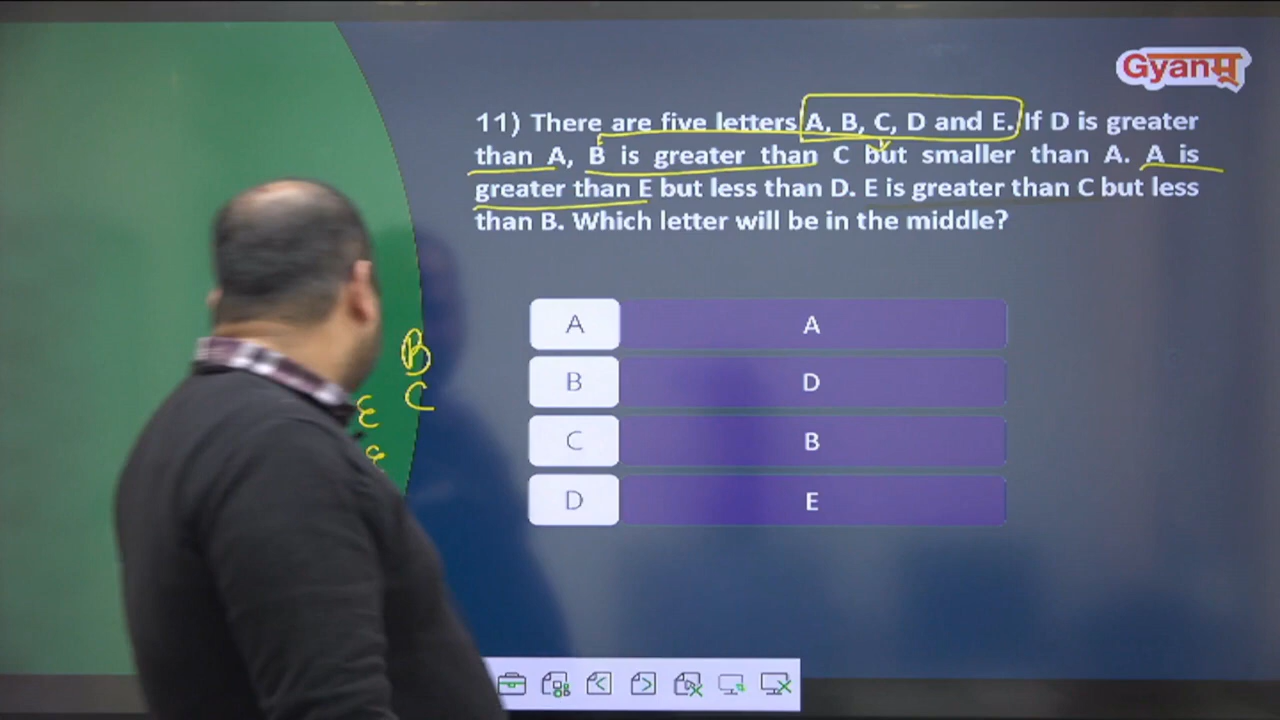 Gyanम्
11) There are five letters A, B, C, D and E. If D is greater
than A, B is greater than C but smaller than A. A is
greater than E but less than D. E is greater than C but less
than B. Which letter will be in the middle?
A A
B D
C B
D E
B
C
E